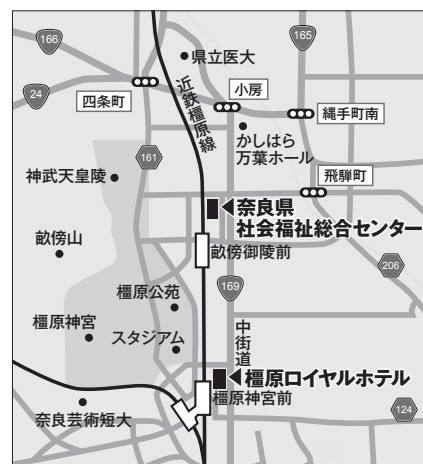 166
県立医大
165
24
四条町
近鉄橿原線
小房
縄手町南
かしはら
万葉ホール
飛騨町
161
神武天皇陵
奈良県
社会福祉総合センター
畝傍山
畝傍御陵前
206
169
橿原公苑
橿原神宮
スタジアム
中街道
橿原ロイヤルホテル
橿原神宮前
奈良芸術短大
124